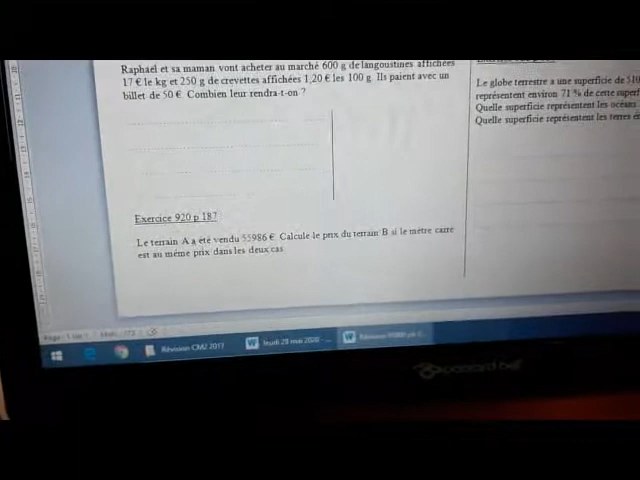 Raphaël et sa maman vont acheter au marché 600 g de langoustines affichées
17 € le kg et 250 g de crevettes affichées 1,20 € les 100 g. Ils paient avec un
billet de 50 € Combien leur rendra-t-on ?
Exercice 920 p 187
Le terrain A a été vendu 55986 € Calcule le prix du terrain B si le mètre carré
est au même prix dans les deux cas
Le globe terrestre a une superficie de 510
représentent environ 71 % de cette superf
Quelle superficie représentent les océans
Quelle superficie représentent les terres é
Révision CM2 2017
Jeudi 28 mai 2020 - ...
packard bell